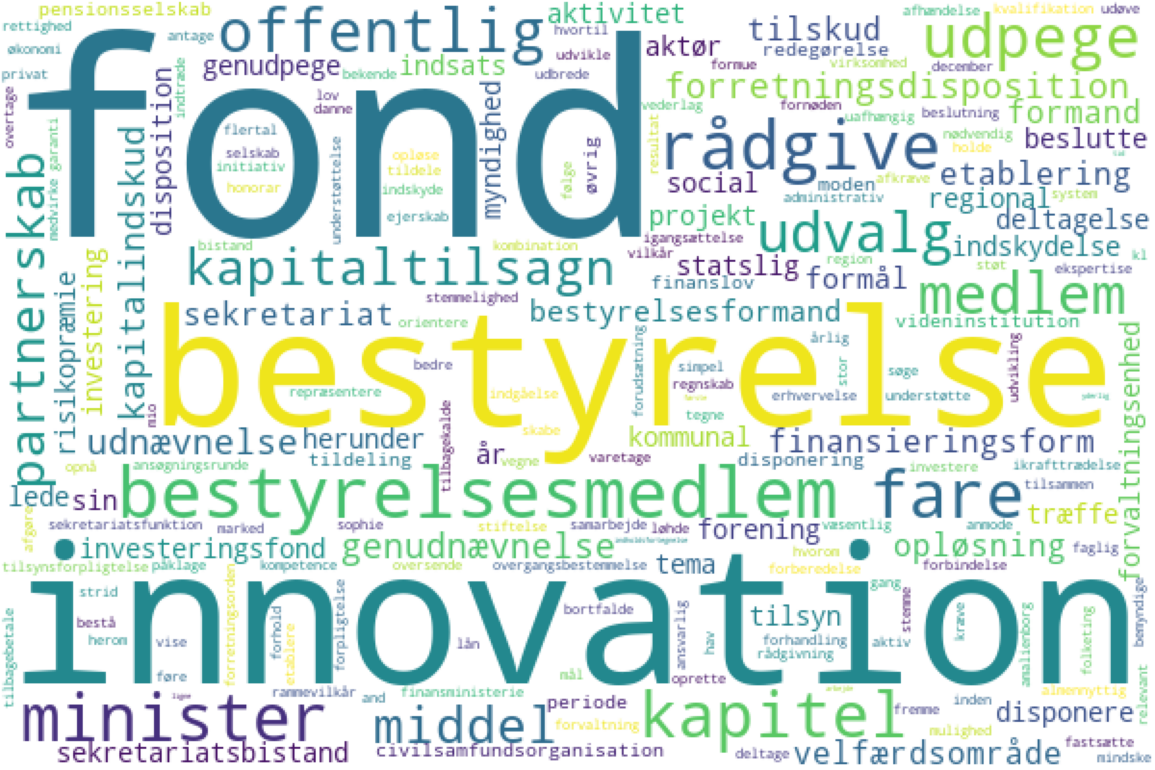 pensionsselskab
offentlig
hvortil
aktivitet
tilskud
afhændelse
kvalifikation
udøve
rettighed
antage
udvikle
aktør
redegørelse
udpege
økonomi
fond
genudpege
bekende
indsats
udbrede
formue
virksomhed
december
privat
disposition
indtræde
lov
danne
myndighed
vederlag
forretningsdisposition
overtage
fornøden
uafhængig
beslutning
formand
flertal
selskab
initiativ
honorar
understøttelse
opløse
tildele
indskyde
ejerskab
følge
øvrig
resultat
rådgive
nødvendig
holde
beslutte
partnerskab
medvirke
garanti
kapitalindskud
social
moden
administrativ
afkræve
etablering
regional
system
projekt
udvalg
deltagelse
bistand
kombination
igangsættelse
vilkår
region
indskydelse
kl
risikopræmie
investering
kapitaltilsagn
statslig
finanslov
formål
støt
ekspertise
medlem
stemmelighed
sekretariat
orientere
bestyrelsesformand
videninstitution
bestyrelse
bedre
forudsætning
årlig
simpel
regnskab
stor
søge
udvikling
forvaltningsenhed
repræsentere
indgåelse
tegne
erhvervelse
understøtte
mio
skabe
udnævnelse
herunder
tilbagekalde
år
vegne
kommunal
finansieringsform
opnå
ansøgningsrunde
tildeling
varetage
disponering
investere
ikrafttrædelse
lede
sin
bestyrelsesmedlem
fare
tilsammen
afgøre
sekretariatsfunktion
marked
sophie
stiftelse
samarbejde
løhde
forening
væsentlig
anmode
træffe
investeringsfond
genudnævnelse
indholdsfortegnelse
hvorom
opløsning
faglig
tilsynsforpligtelse
påklage
kompetence
oversende
overgangsbestemmelse
tema
forberedelse
forbindelse
innovation
strid
forretningsorden
forpligtelse
bortfalde
gang
stemme
benyndige
tilbagebetale
bestå
herom
vise
forhold
etablere
lån
ansvarlig
hav
tilsyn
forhandling
rådgivning
aktiv
kræve
amalienborg
folketing
føre
mål
oprette
relevant
minister
rammevilkår
and
finansministerie
periode
kapitel
arbejde
inden
almennyttig
middel
forvaltning
fremme
mulighed
disponere
sekretariatsbistand
civilsamfundsorganisation
deltage
velfærdsområde
fastsætte
mindske